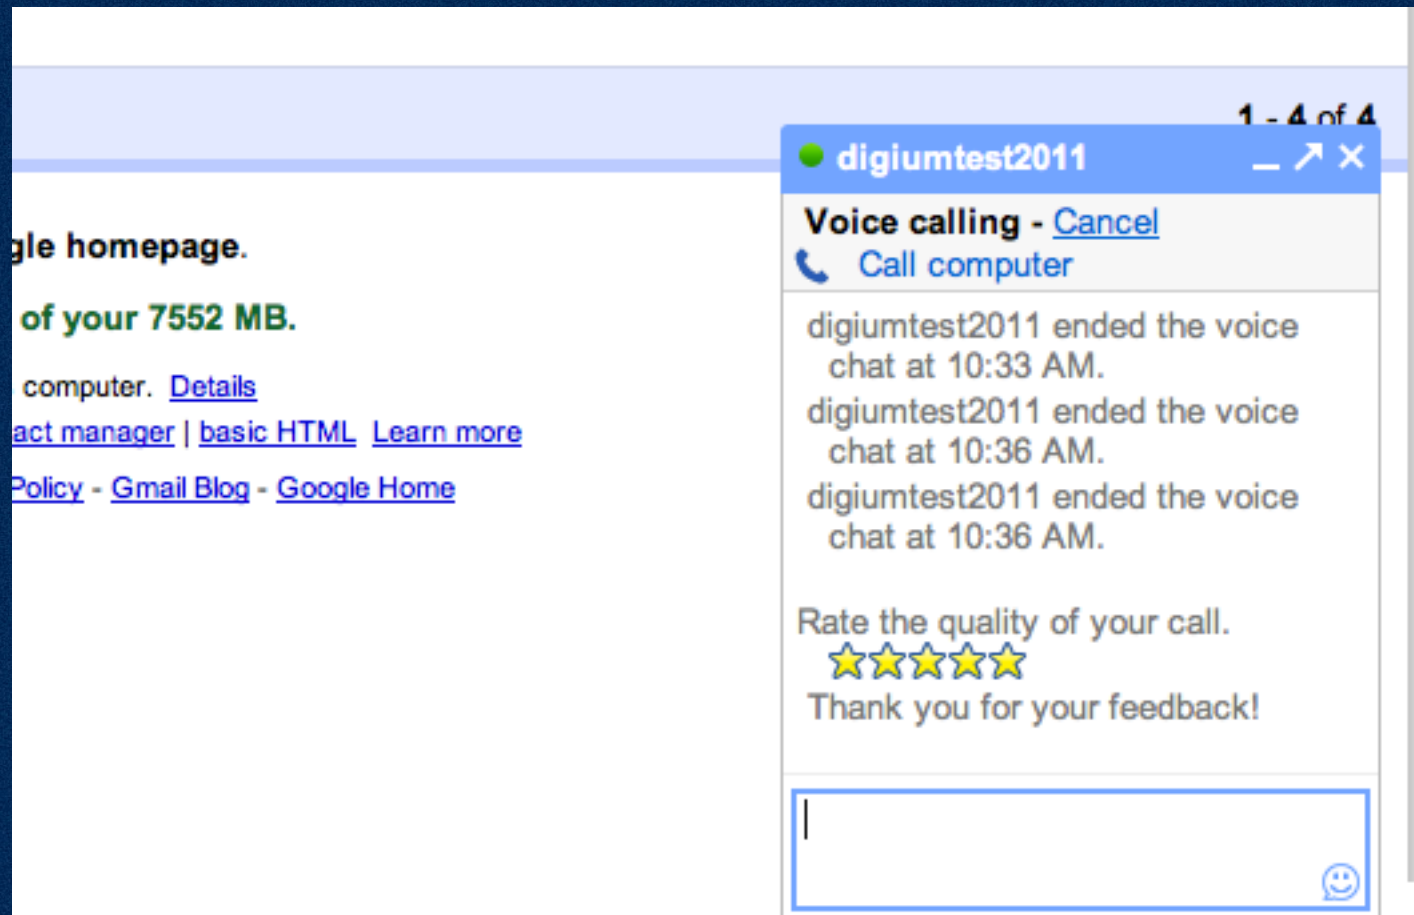 1 - 4 of 4
digiumtest2011
Voice calling - Cancel
Call computer
digiumtest2011 ended the voice
chat at 10:33 AM.
digiumtest2011 ended the voice
chat at 10:36 AM.
digiumtest2011 ended the voice
chat at 10:36 AM.
Rate the quality of your call.
Thank you for your feedback!
gle homepage.
of your 7552 MB.
computer. Details
act manager | basic HTML Learn more
Policy - Gmail Blog - Google Home